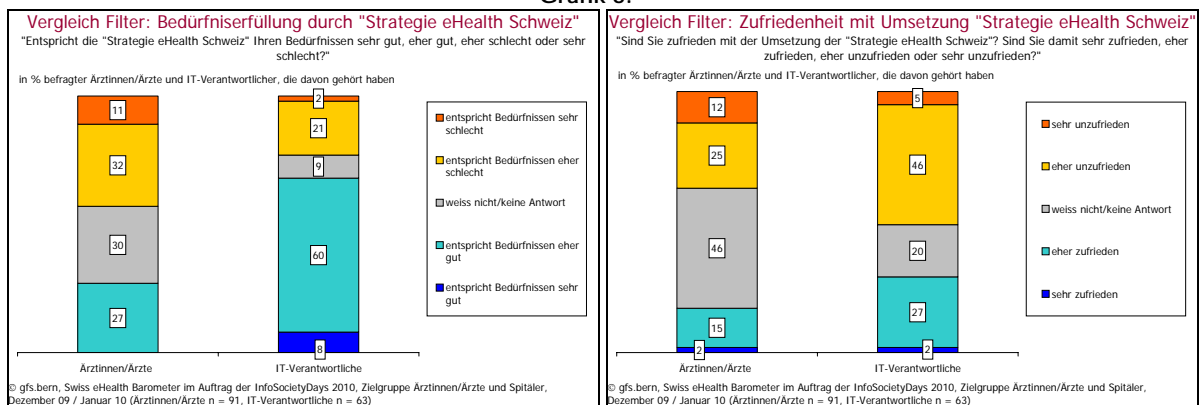 Vergleich Filter: Bedürfniserfüllung durch "Strategie eHealth Schweiz"
"Entspricht die "Strategie eHealth Schweiz" Ihren Bedürfnissen sehr gut, eher gut, eher schlecht oder sehr
schlecht?"
in % befragter Ärztinnen/Ärzte und IT-Verantwortlicher, die davon gehört haben
11
32
30
27
2
21
9
60
8
Ärztinnen/Ärzte
IT-Verantwortliche
entspricht Bedürfnissen sehr
schlecht
entspricht Bedürfnissen eher
schlecht
weiss nicht/keine Antwort
entspricht Bedürfnissen eher
gut
entspricht Bedürfnissen sehr
gut
© gfs.bern, Swiss eHealth Barometer im Auftrag der InfoSocietyDays 2010, Zielgruppe Ärztinnen/Ärzte und Spitäler,
Dezember 09 / Januar 10 (Ärztinnen/Ärzte n = 91, IT-Verantwortliche n = 63)
Vergleich Filter: Zufriedenheit mit Umsetzung "Strategie eHealth Schweiz"
"Sind Sie zufrieden mit der Umsetzung der "Strategie eHealth Schweiz"? Sind Sie damit sehr zufrieden, eher
zufrieden, eher unzufrieden oder sehr unzufrieden?"
in % befragter Ärztinnen/Ärzte und IT-Verantwortlicher, die davon gehört haben
12
25
46
15
2
5
46
20
27
2
Ärztinnen/Ärzte
IT-Verantwortliche
sehr unzufrieden
eher unzufrieden
weiss nicht/keine Antwort
eher zufrieden
sehr zufrieden
© gfs.bern, Swiss eHealth Barometer im Auftrag der InfoSocietyDays 2010, Zielgruppe Ärztinnen/Ärzte und Spitäler,
Dezember 09 / Januar 10 (Ärztinnen/Ärzte n = 91, IT-Verantwortliche n = 63)